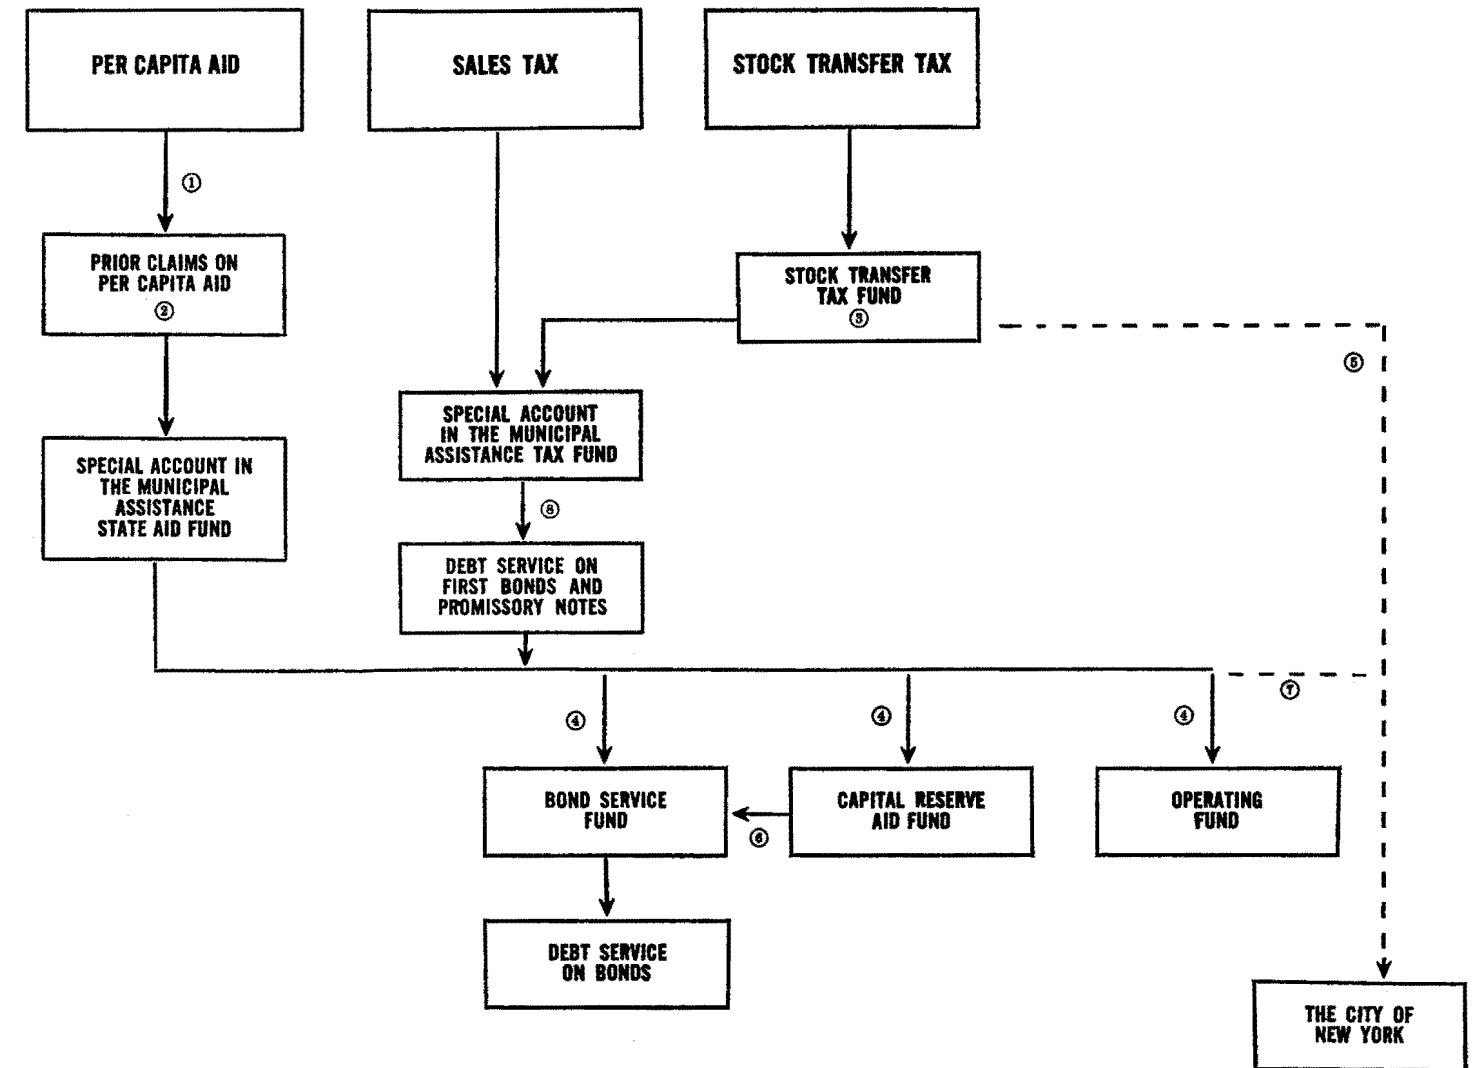 PER CAPITA AID
SALES TAX
STOCK TRANSFER TAX
①
PRIOR CLAIMS ON
PER CAPITA AID
②
STOCK TRANSFER
TAX FUND
③
⑤
SPECIAL ACCOUNT
IN THE MUNICIPAL
ASSISTANCE TAX FUND
SPECIAL ACCOUNT IN
THE MUNICIPAL
ASSISTANCE
STATE AID FUND
⑧
DEBT SERVICE ON
FIRST BONDS AND
PROMISSORY NOTES
⑦
④
④
④
BOND SERVICE
FUND
⑥
CAPITAL RESERVE
AID FUND
OPERATING
FUND
DEBT SERVICE
ON BONDS
THE CITY OF
NEW YORK